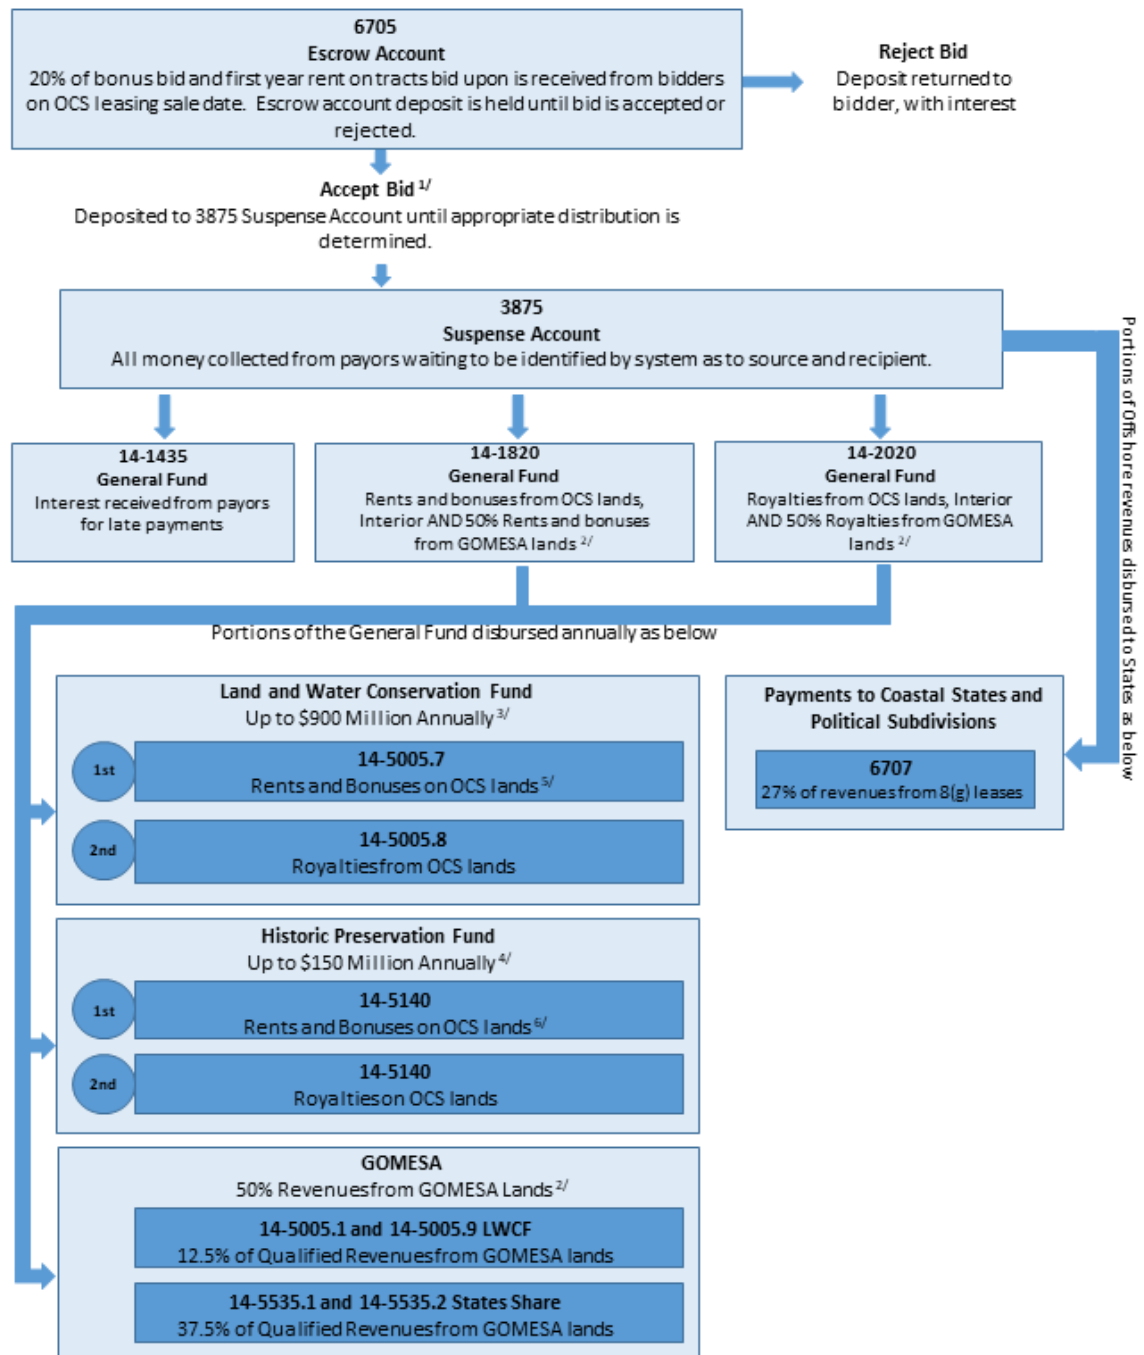 6705
Escrow Account
20% of bonus bid and first year rent on tracts bid upon is received from bidders
on OCS leasing sale date. Escrow account deposit is held until bid is accepted or
rejected.
Reject Bid
Deposit returned to
bidder, with interest
Accept Bid 1/
Deposited to 3875 Suspense Account until appropriate distribution is
determined.
3875
Suspense Account
All money collected from payors waiting to be identified by system as to source and recipient.
Portions of Offshore revenues disbursed to States as below
14-1435
General Fund
Interest received from payors
for late payments
14-1820
General Fund
Rents and bonuses from OCS lands,
Interior AND 50% Rents and bonuses
from GOMESA lands 2/
14-2020
General Fund
Royalties from OCS lands, Interior
AND 50% Royalties from GOMESA
lands 2/
Portions of the General Fund disbursed annually as below
Land and Water Conservation Fund
Up to $900 Million Annually 3/
1st
14-5005.7
Rents and Bonuses on OCS lands 5/
2nd
14-5005.8
Royalties from OCS lands
Payments to Coastal States and
Political Subdivisions
6707
27% of revenues from 8(g) leases
Historic Preservation Fund
Up to $150 Million Annually 4/
1st
14-5140
Rents and Bonuses on OCS lands 6/
2nd
14-5140
Royalties on OCS lands
GOMESA
50% Revenues from GOMESA Lands 2/
14-5005.1 and 14-5005.9 LWCF
12.5% of Qualified Revenues from GOMESA lands
14-5535.1 and 14-5535.2 States Share
37.5% of Qualified Revenues from GOMESA lands